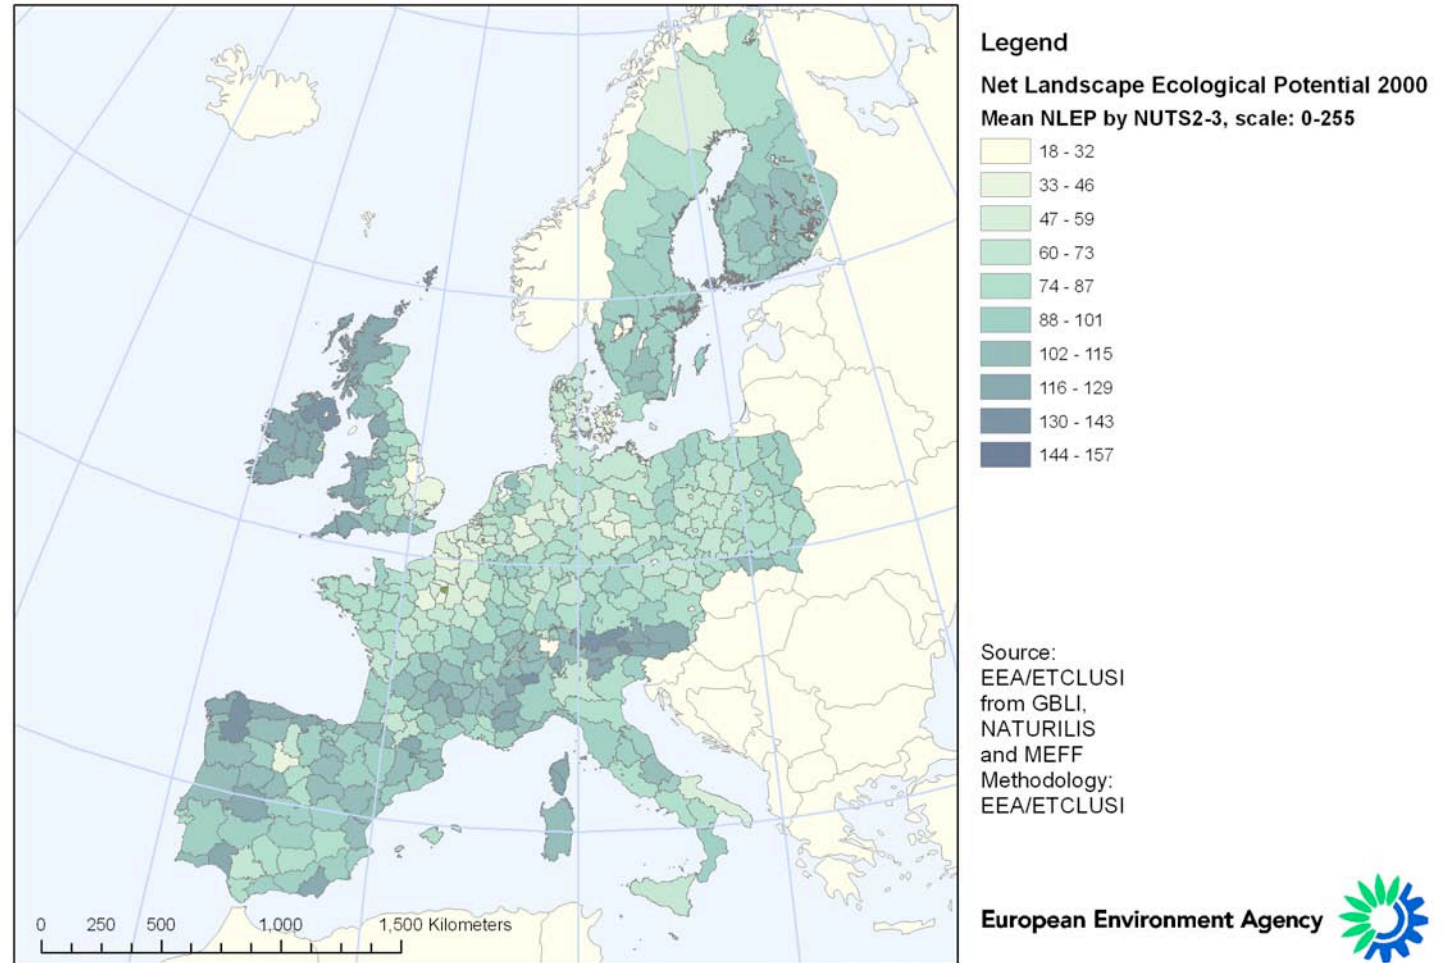 Legend
Net Landscape Ecological Potential 2000
Mean NLEP by NUTS2-3, scale: 0-255
18 - 32
33 - 46
47 - 59
60 - 73
74 - 87
88 - 101
102 - 115
116 - 129
130 - 143
144 - 157
Source:
EEA/ETCLUSI
from GBLI,
NATURILIS
and MEFF
Methodology:
EEA/ETCLUSI
European Environment Agency
0 250 500 1,000 1,500 Kilometers